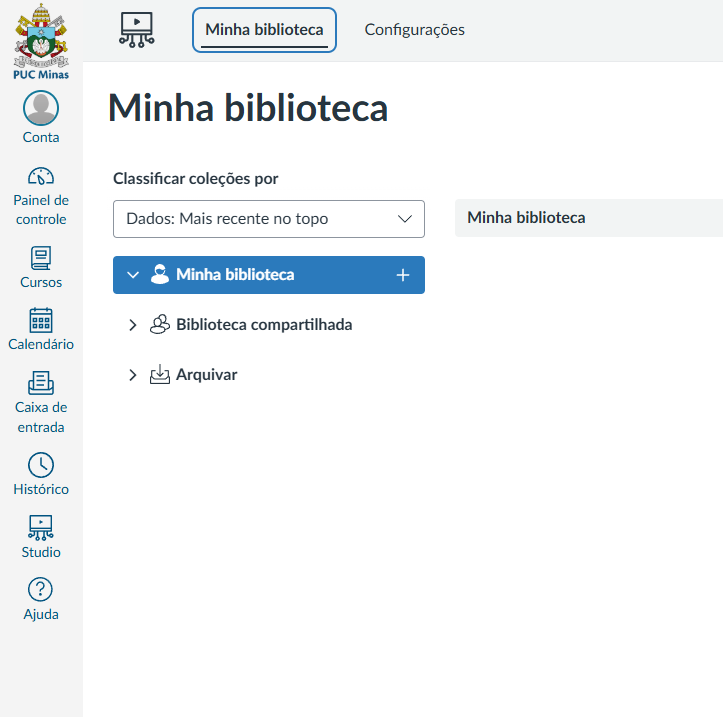 PUC Minas
Conta
Painel de
controle
Cursos
Calendário
Caixa de
entrada
Histórico
Studio
Ajuda
Minha biblioteca
Configurações
Minha biblioteca
Classificar coleções por
Dados: Mais recente no topo
Minha biblioteca
Biblioteca compartilhada
Arquivar
Minha biblioteca